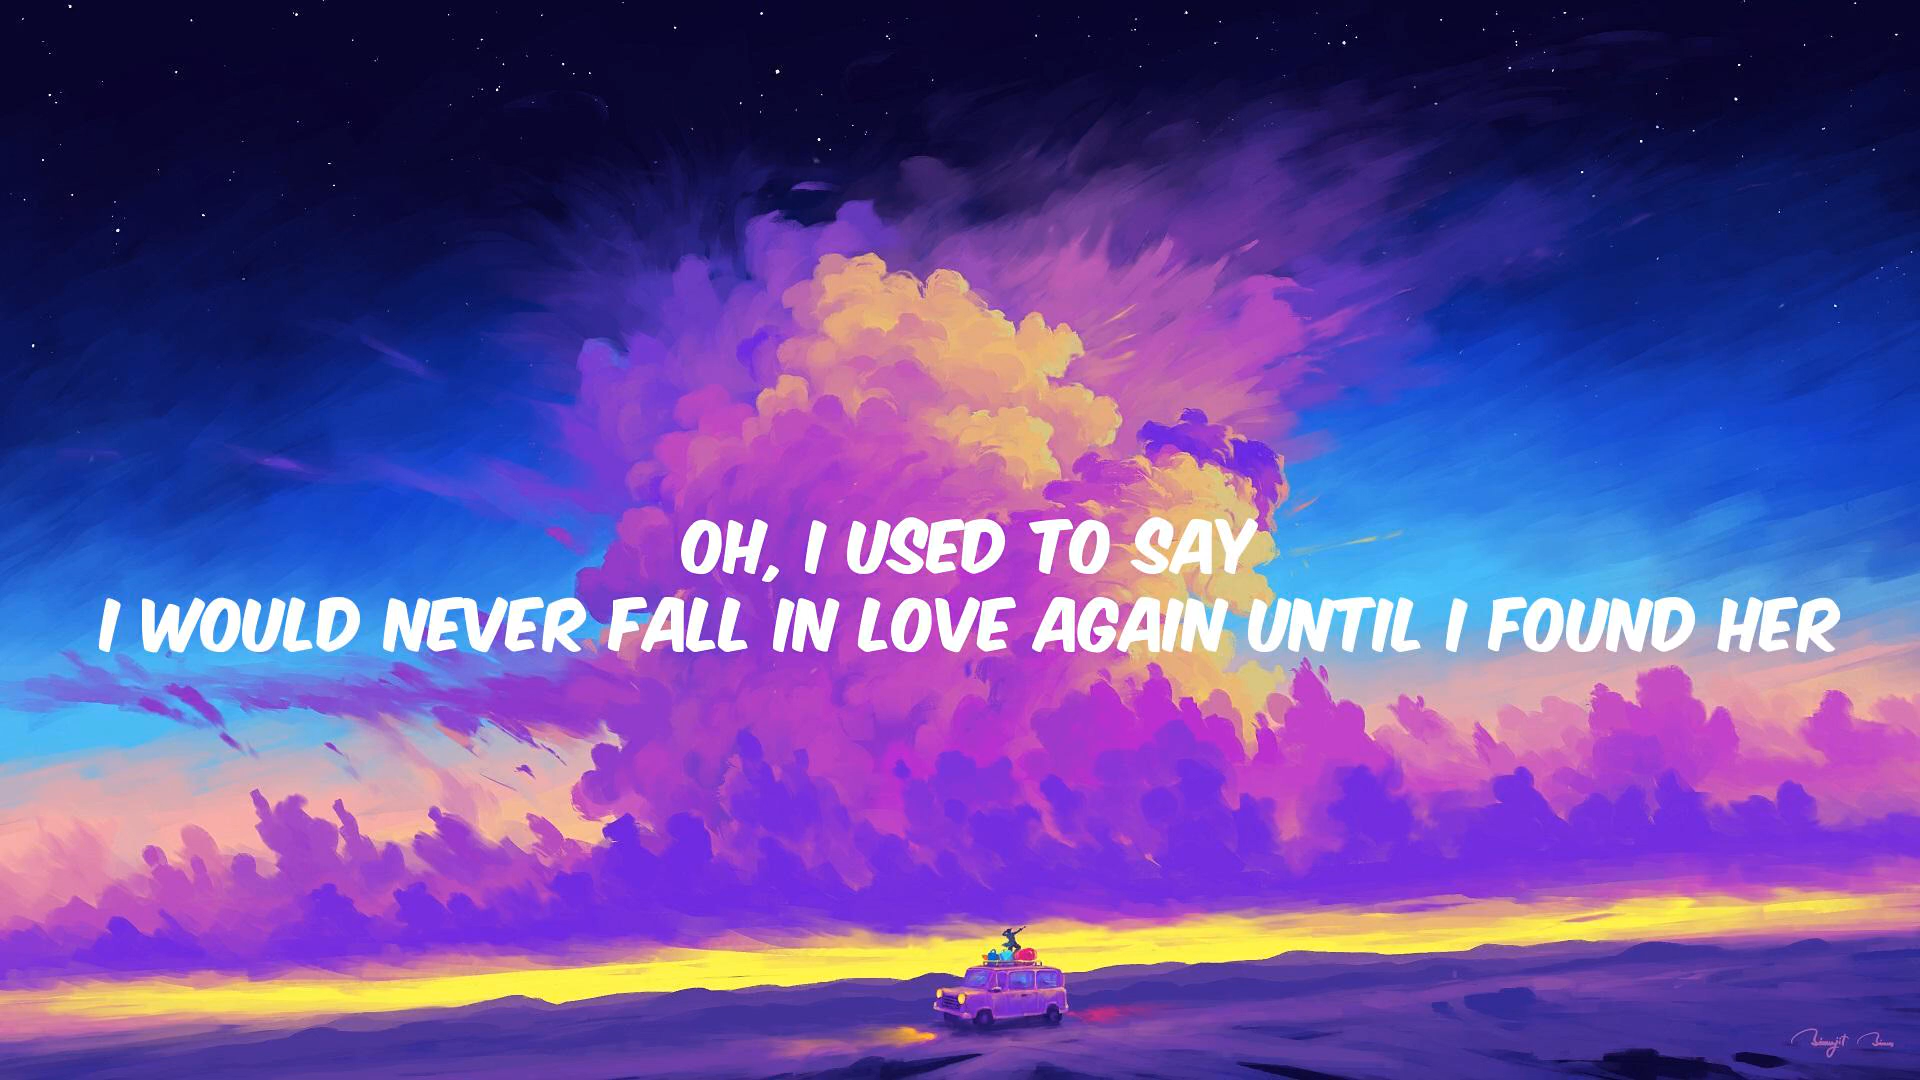 OH, I USED TO SAY
I WOULD NEVER FALL IN LOVE AGAIN UNTIL I FOUND HER